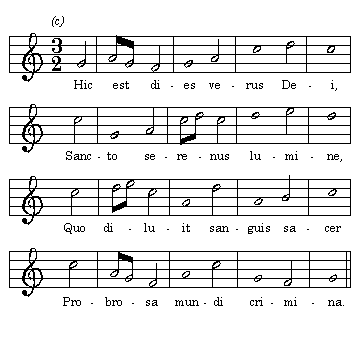 (c)
3
2
Hic est di - es ve - rus De - i,
Sanc - to se - re - nus lu - mi - ne,
Quo di - lu - it san - guis sa - cer
Pro - bro - sa mun - di cri - mi - na.